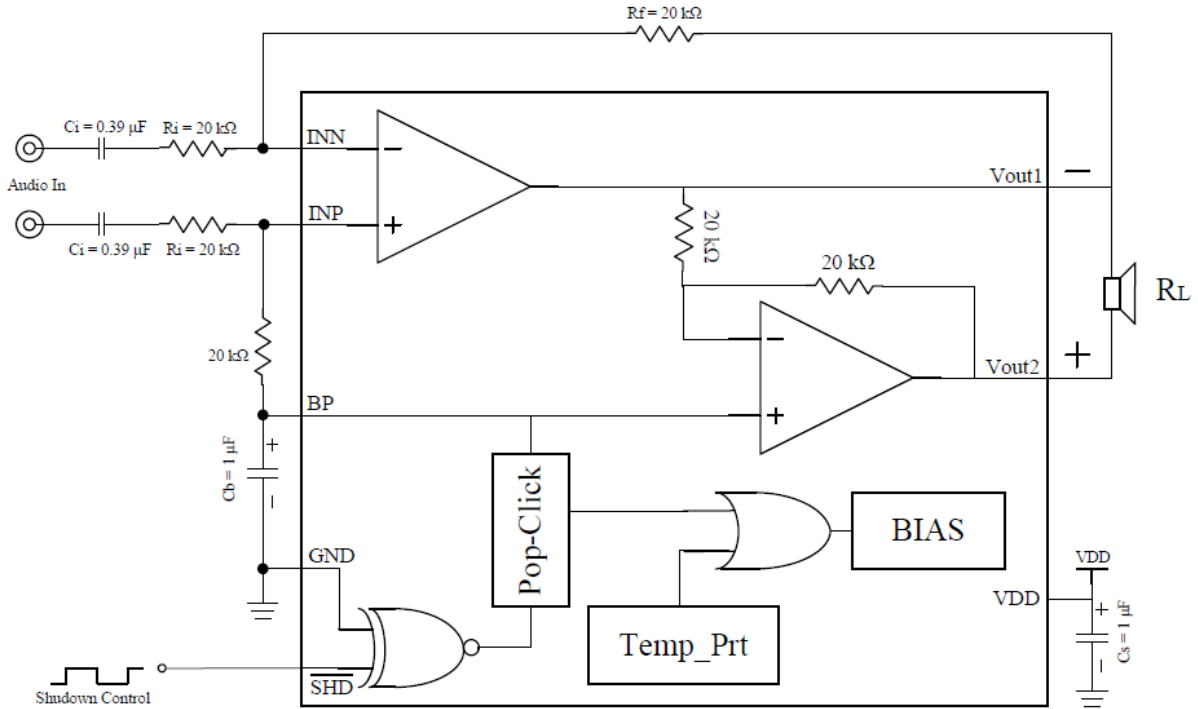 Rf = 20 kΩ
Ci = 0.39 µF
Ri = 20 kΩ
INN
Audio In
INP
Ci = 0.39 µF
Ri = 20 kΩ
Vout1
20 kΩ
20 kΩ
RL
20 kΩ
Vout2
BP
Cb = 1 µF
Pop-Click
BIAS
GND
VDD
VDD
Cs = 1 µF
Temp_Prt
SHD
Shudown Control